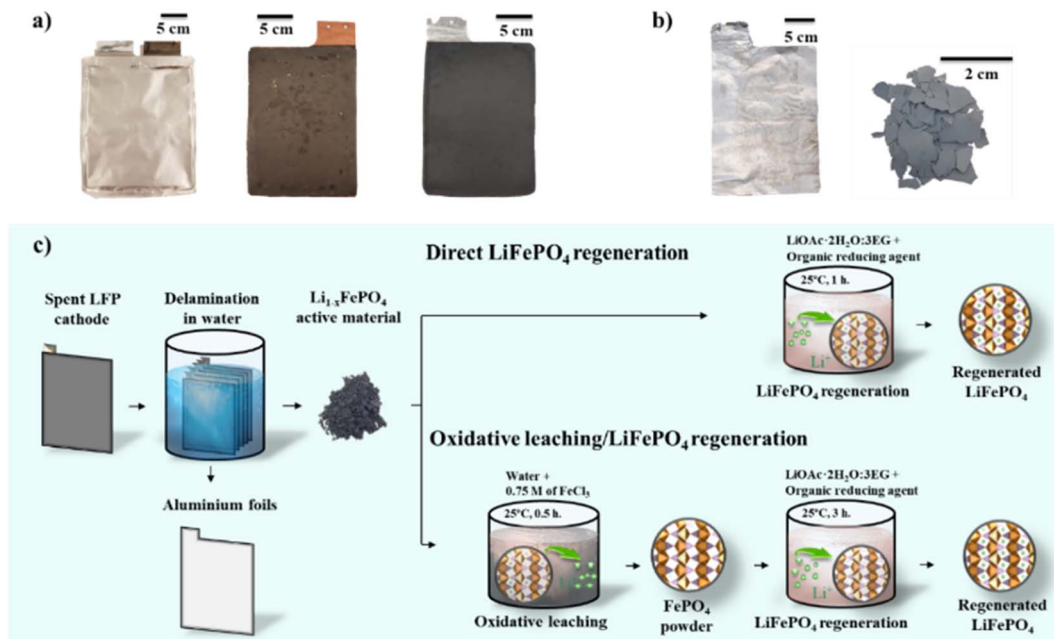 a)
5 cm
5 cm
5 cm
b)
5 cm
2 cm
c)
Direct LiFePO4 regeneration
Spent LFP
cathode
Delamination
in water
Li1-xFePO4
active material
LiOAc·2H2O:3EG +
Organic reducing agent
25°C, 1 h.
Li+
LiFePO4 regeneration
Regenerated
LiFePO4
Aluminium foils
Oxidative leaching/LiFePO4 regeneration
Water +
0.75 M of FeCl3
25°C, 0.5 h.
Li+
Oxidative leaching
FePO4
powder
LiOAc·2H2O:3EG +
Organic reducing agent
25°C, 3 h.
Li+
LiFePO4 regeneration
Regenerated
LiFePO4